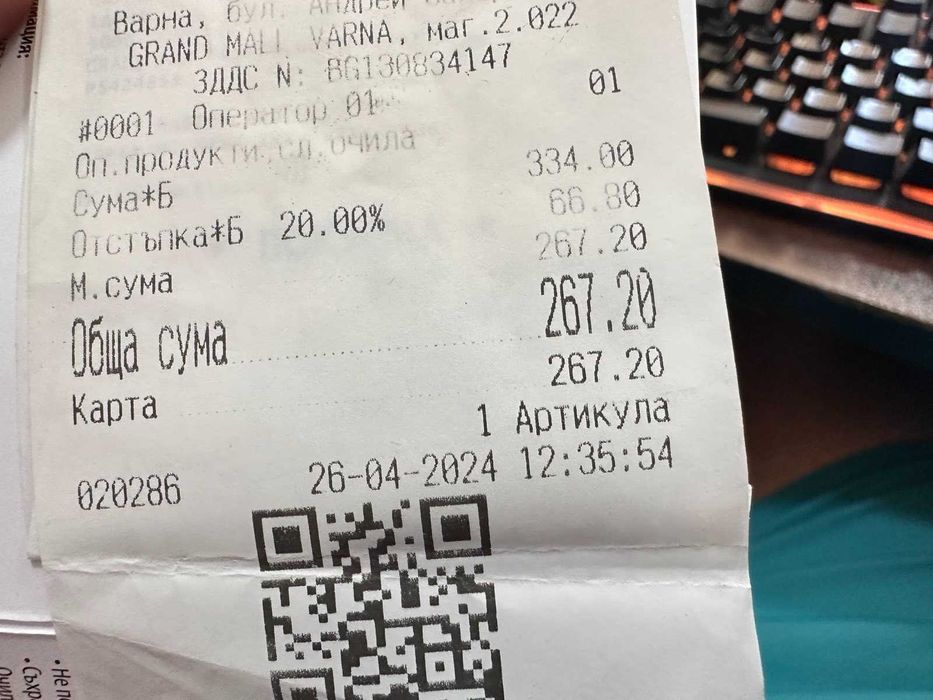 Варна, бул. Андрей
GRAND MALL VARNA, маг.2.022
ЗДДС N: BG130834147
#0001 Оператор 01 01
Оп.продукти,сл.очила
Сума*Б 334.00
Отстъпка*Б 20.00% 66.80
М.сума 267.20
Обща сума 267.20
Карта 267.20
1 Артикула
020286 26-04-2024 12:35:54